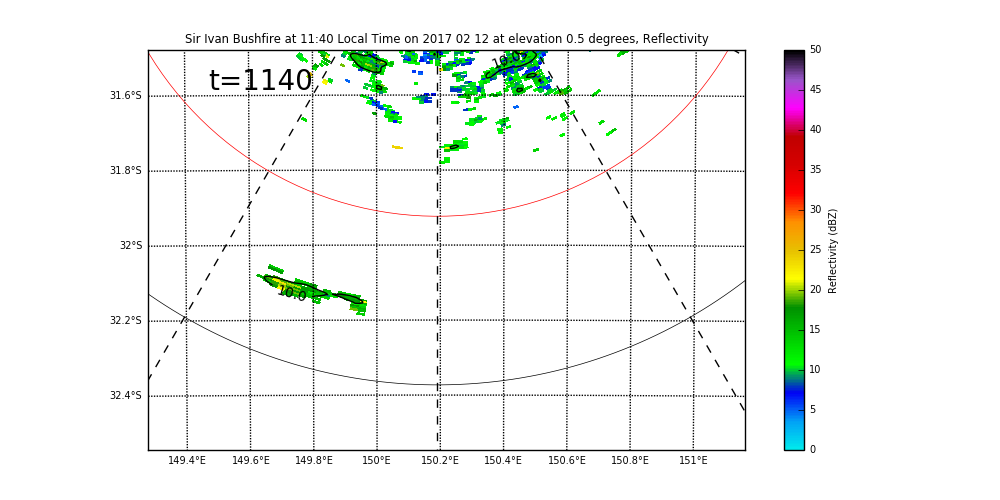 Sir Ivan Bushfire at 11:40 Local Time on 2017 02 12 at elevation 0.5 degrees, Reflectivity
t=1140
10.0
10.0
31.6°S
31.8°S
32°S
32.2°S
32.4°S
149.4°E
149.6°E
149.8°E
150°E
150.2°E
150.4°E
150.6°E
150.8°E
151°E
50
45
40
35
30
25
20
15
10
5
0
Reflectivity (dBZ)